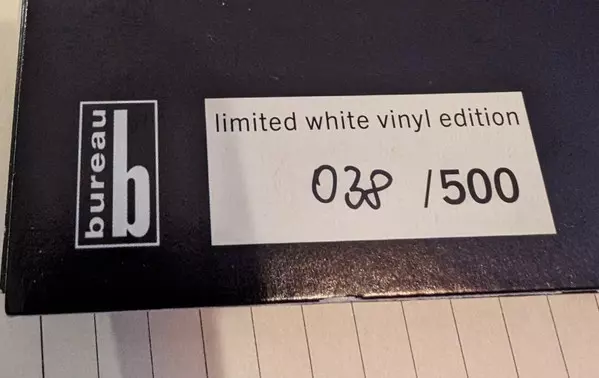 bureau
b
limited white vinyl edition
038 /500